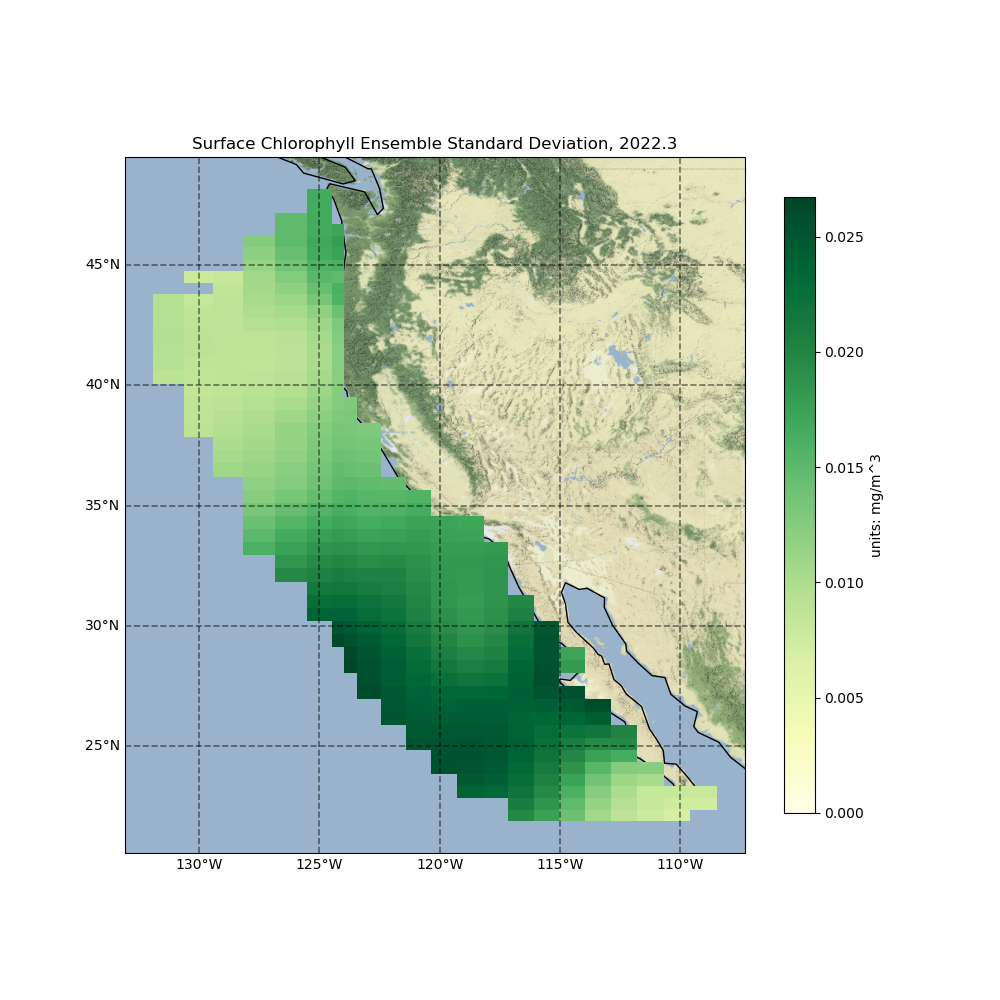 Surface Chlorophyll Ensemble Standard Deviation, 2022.3
45°N
40°N
35°N
30°N
25°N
130°W
125°W
120°W
115°W
110°W
0.025
0.020
0.015
0.010
0.005
0.000
units: mg/m^3